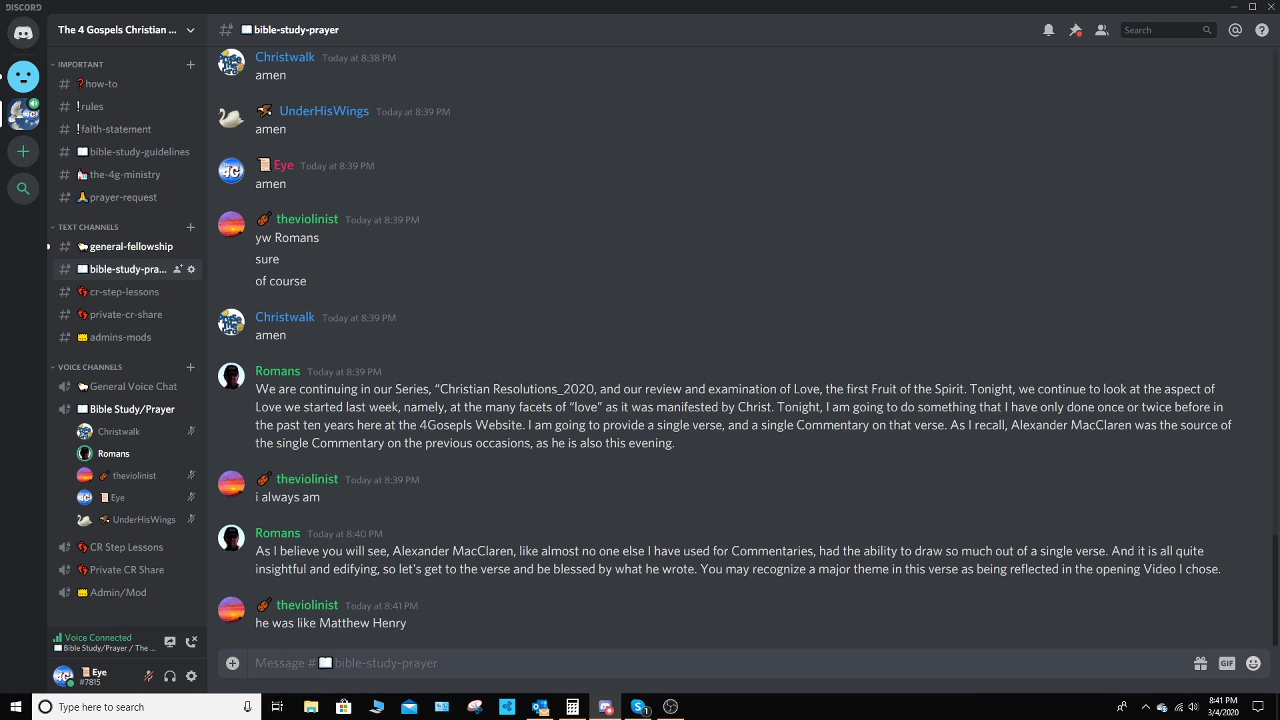 DISCORD
The 4 Gospels Christian ...
IMPORTANT
how-to
rules
faith-statement
bible-study-guidelines
the-4g-ministry
prayer-request
TEXT CHANNELS
general-fellowship
bible-study-pra...
cr-step-lessons
private-cr-share
admins-mods
VOICE CHANNELS
General Voice Chat
Bible Study/Prayer
Christwalk
Romans
theviolinist
Eye
UnderHisWings
CR Step Lessons
Private CR Share
Admin/Mod
Voice Connected
Bible Study/Prayer / The ...
Eye
#7815
bible-study-prayer
Search
Christwalk Today at 8:38 PM
amen
UnderHisWings Today at 8:39 PM
amen
Eye Today at 8:39 PM
amen
theviolinist Today at 8:39 PM
yw Romans
sure
of course
Christwalk Today at 8:39 PM
amen
Romans Today at 8:39 PM
We are continuing in our Series, “Christian Resolutions_2020, and our review and examination of Love, the first Fruit of the Spirit. Tonight, we continue to look at the aspect of
Love we started last week, namely, at the many facets of “love” as it was manifested by Christ. Tonight, I am going to do something that I have only done once or twice before in
the past ten years here at the 4Gosepls Website. I am going to provide a single verse, and a single Commentary on that verse. As I recall, Alexander MacClaren was the source of
the single Commentary on the previous occasions, as he is also this evening.
theviolinist Today at 8:39 PM
i always am
Romans Today at 8:40 PM
As I believe you will see, Alexander MacClaren, like almost no one else I have used for Commentaries, had the ability to draw so much out of a single verse. And it is all quite
insightful and edifying, so let's get to the verse and be blessed by what he wrote. You may recognize a major theme in this verse as being reflected in the opening Video I chose.
theviolinist Today at 8:41 PM
he was like Matthew Henry
Message # bible-study-prayer
GIF
Type here to search
8:41 PM
3/4/2020